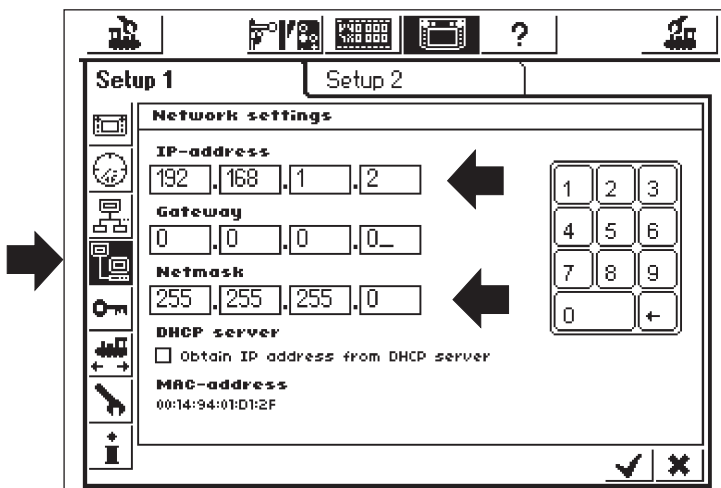 ?
Setup 1
Setup 2
Network settings
IP-address
192 . 168 . 1 . 2
Gateway
0 . 0 . 0 . 0_
Netmask
255 . 255 . 255 . 0
DHCP server
Obtain IP address from DHCP server
MAC-address
00:14:94:01:D1:2F
1 2 3
4 5 6
7 8 9
0 ←